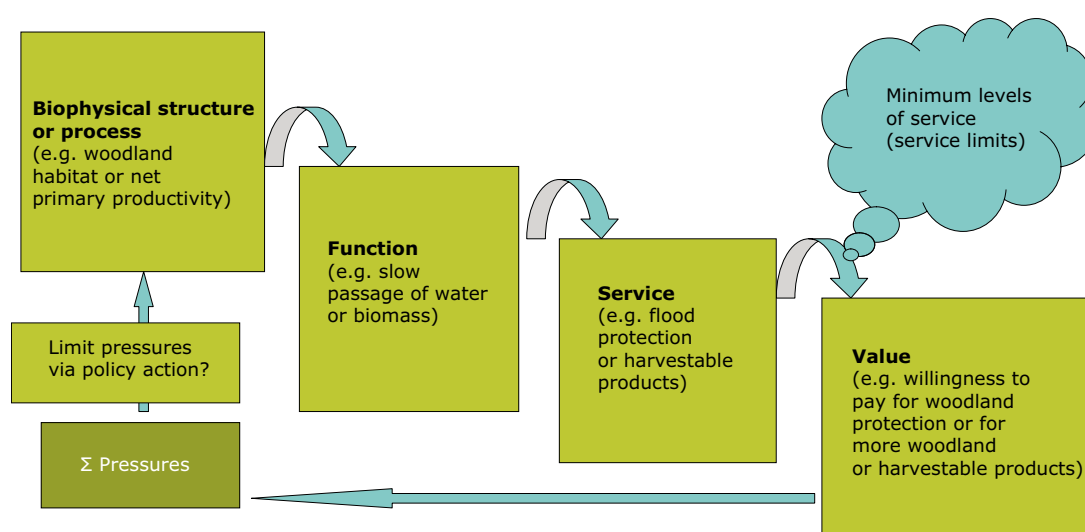 Biophysical structure
or process
(e.g. woodland
habitat or net
primary productivity)
Function
(e.g. slow
passage of water
or biomass)
Service
(e.g. flood
protection
or harvestable
products)
Minimum levels
of service
(service limits)
Value
(e.g. willingness to
pay for woodland
protection or for
more woodland
or harvestable products)
Limit pressures
via policy action?
Σ Pressures